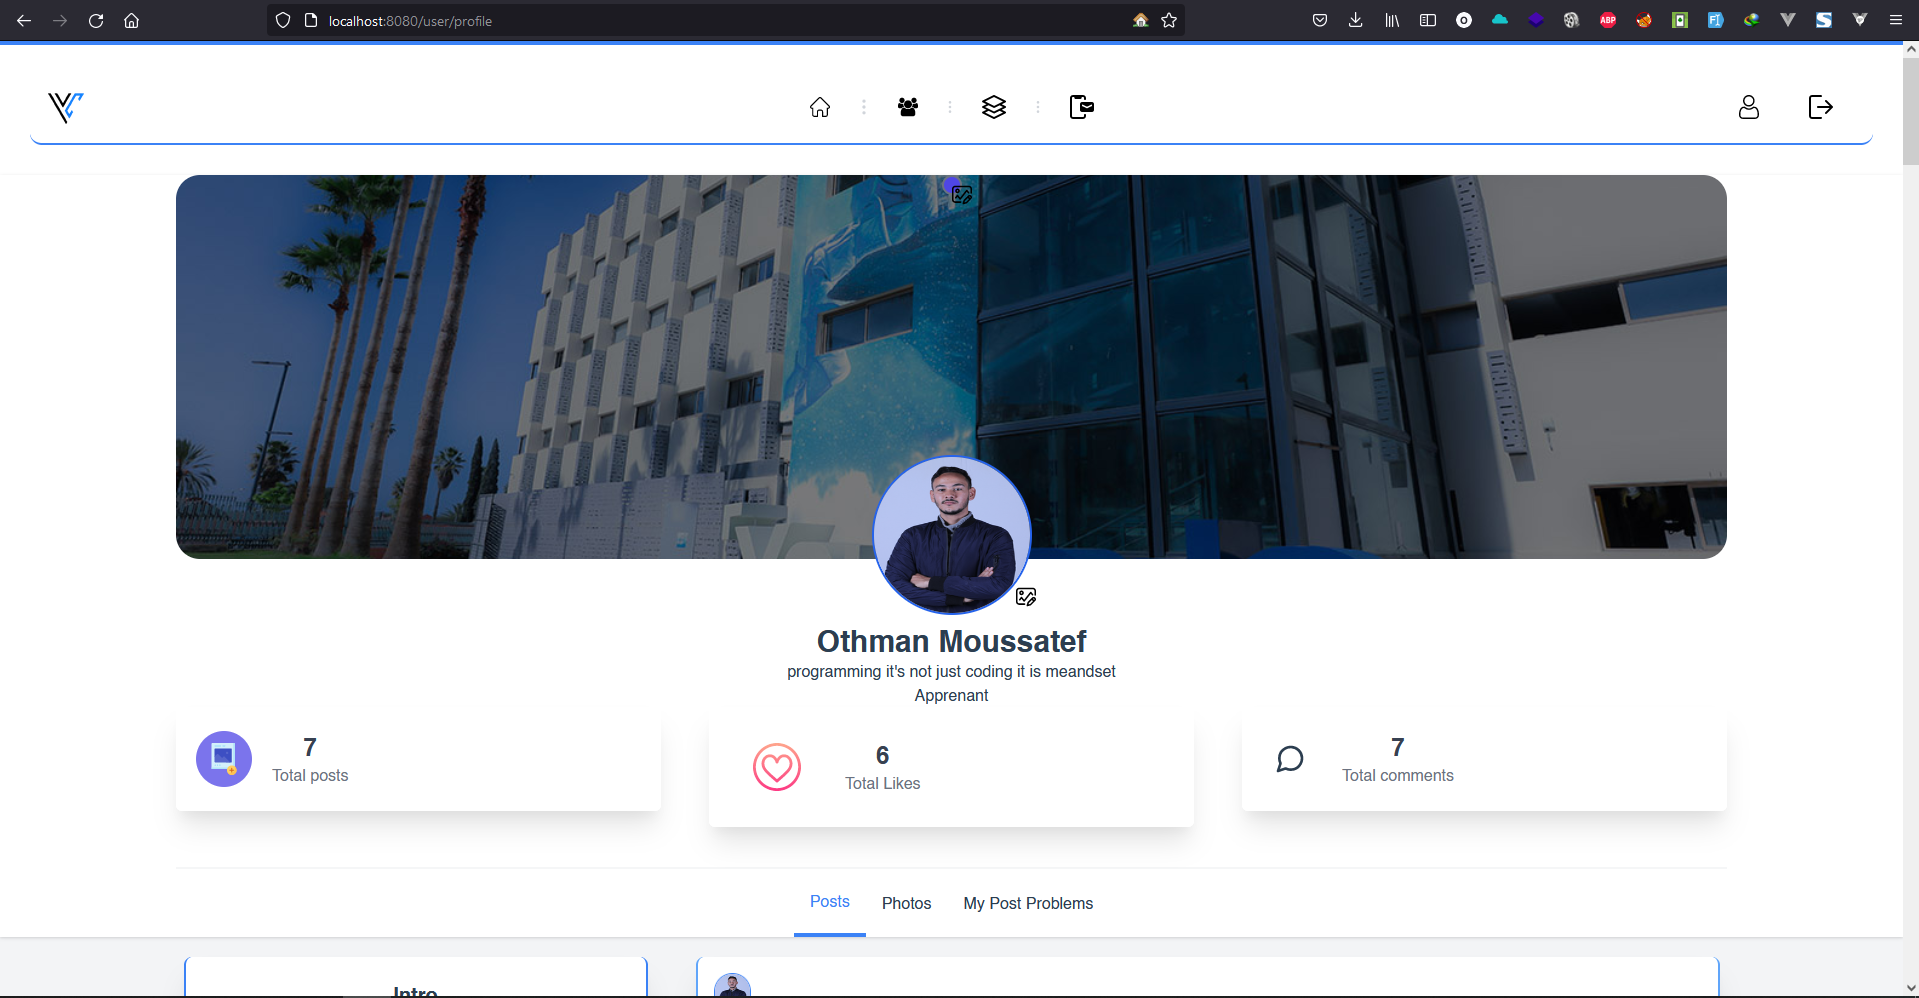 localhost:8080/user/profile
ABP
Othman Moussatef
programming it's not just coding it is meandset
Apprenant
7
Total posts
6
Total Likes
7
Total comments
Posts
Photos
My Post Problems
Intro